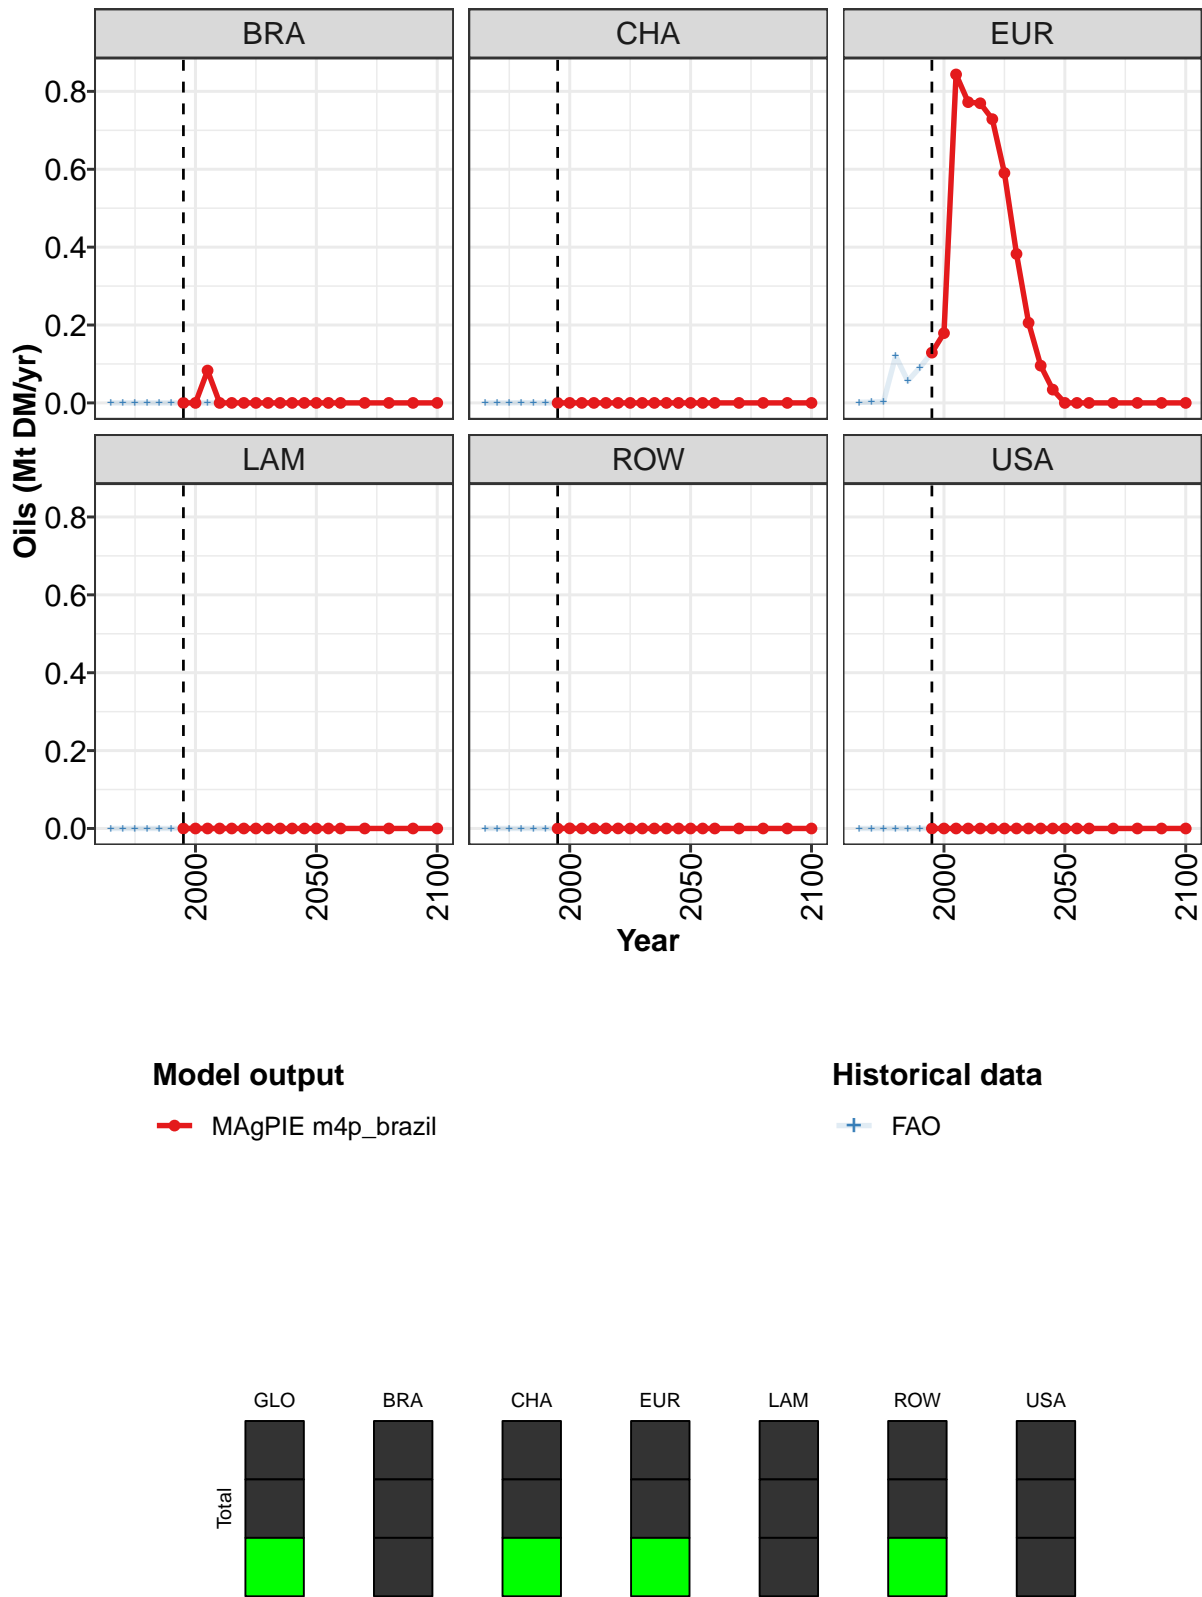 BRA CHA EUR
0.8
0.6
0.4
0.2
0.0
LAM ROW USA
0.8
0.6
0.4
0.2
0.0
Oils (Mt DM/yr)
2000 2050 2100 2000 2050 2100 2000 2050 2100
Year
Model output Historical data
MAgPIE m4p_brazil FAO
GLO BRA CHA EUR LAM ROW USA
Total